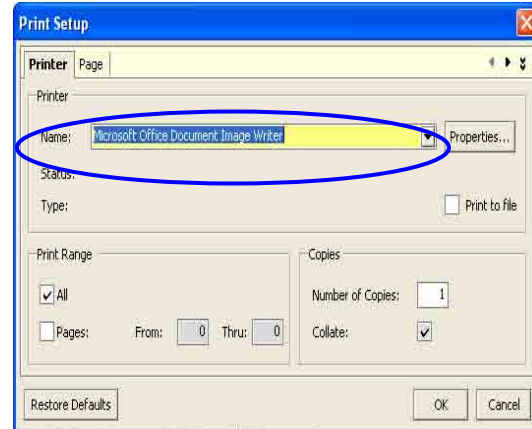 Print Setup
Printer Page
Printer
Name: Microsoft Office Document Image Writer Properties...
Status:
Type: Print to file
Print Range Copies
All Number of Copies: 1
Pages: From: 0 Thru: 0 Collate:
Restore Defaults OK Cancel